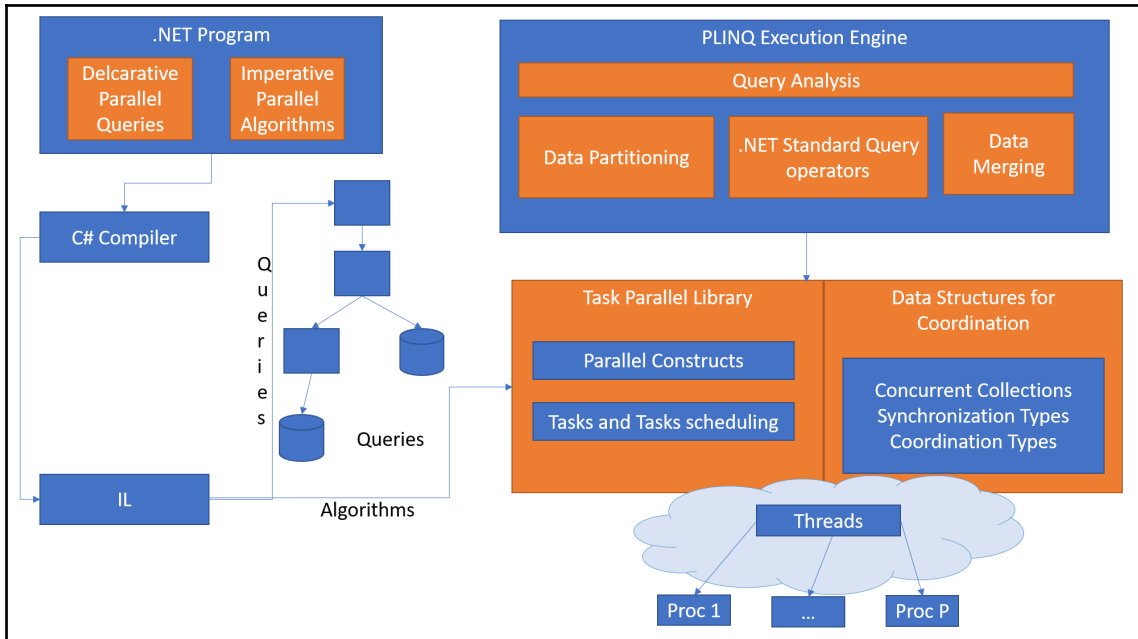 .NET Program
Delcarative
Parallel
Queries
Imperative
Parallel
Algorithms
C# Compiler
IL
Queries
Queries
Algorithms
PLINQ Execution Engine
Query Analysis
Data Partitioning
.NET Standard Query
operators
Data
Merging
Task Parallel Library
Parallel Constructs
Tasks and Tasks scheduling
Data Structures for
Coordination
Concurrent Collections
Synchronization Types
Coordination Types
Threads
Proc 1
...
Proc P